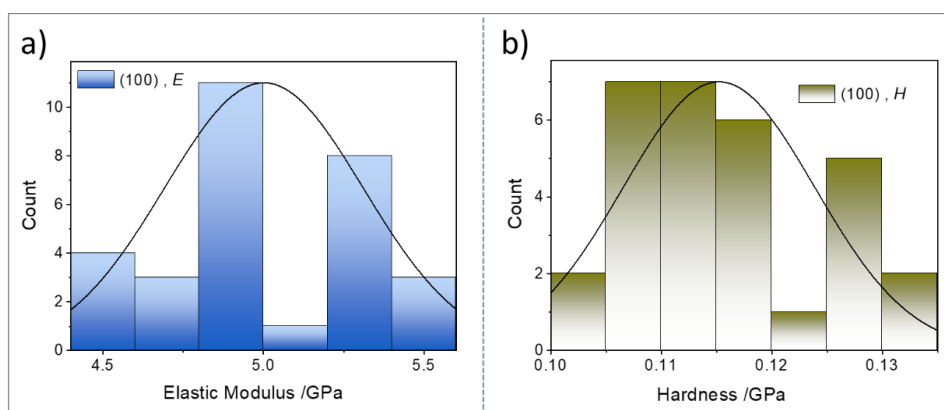 a)
(100) , E
Count
10
8
6
4
2
0
4.5 5.0 5.5
Elastic Modulus /GPa
b)
(100) , H
Count
6
4
2
0
0.10 0.11 0.12 0.13
Hardness /GPa